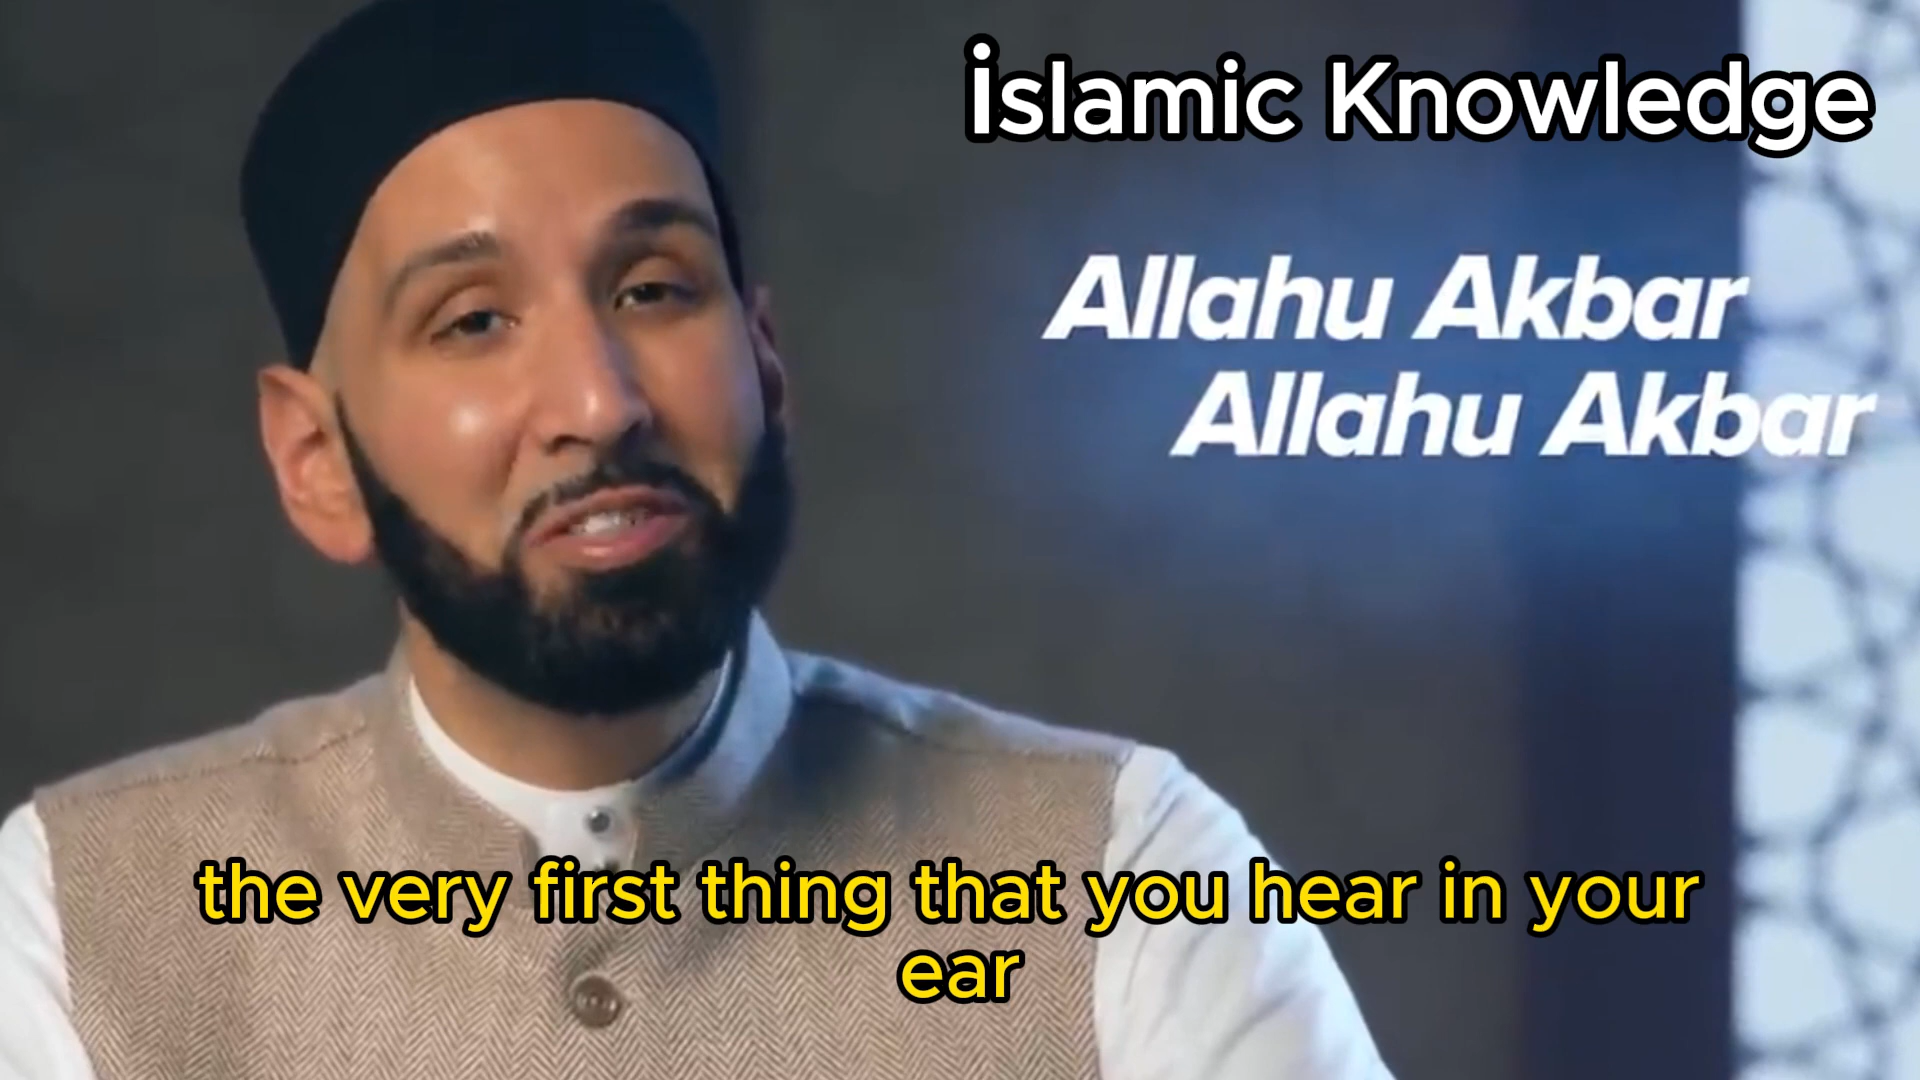 İslamic Knowledge
Allahu Akbar
Allahu Akbar
the very first thing that you hear in your
ear